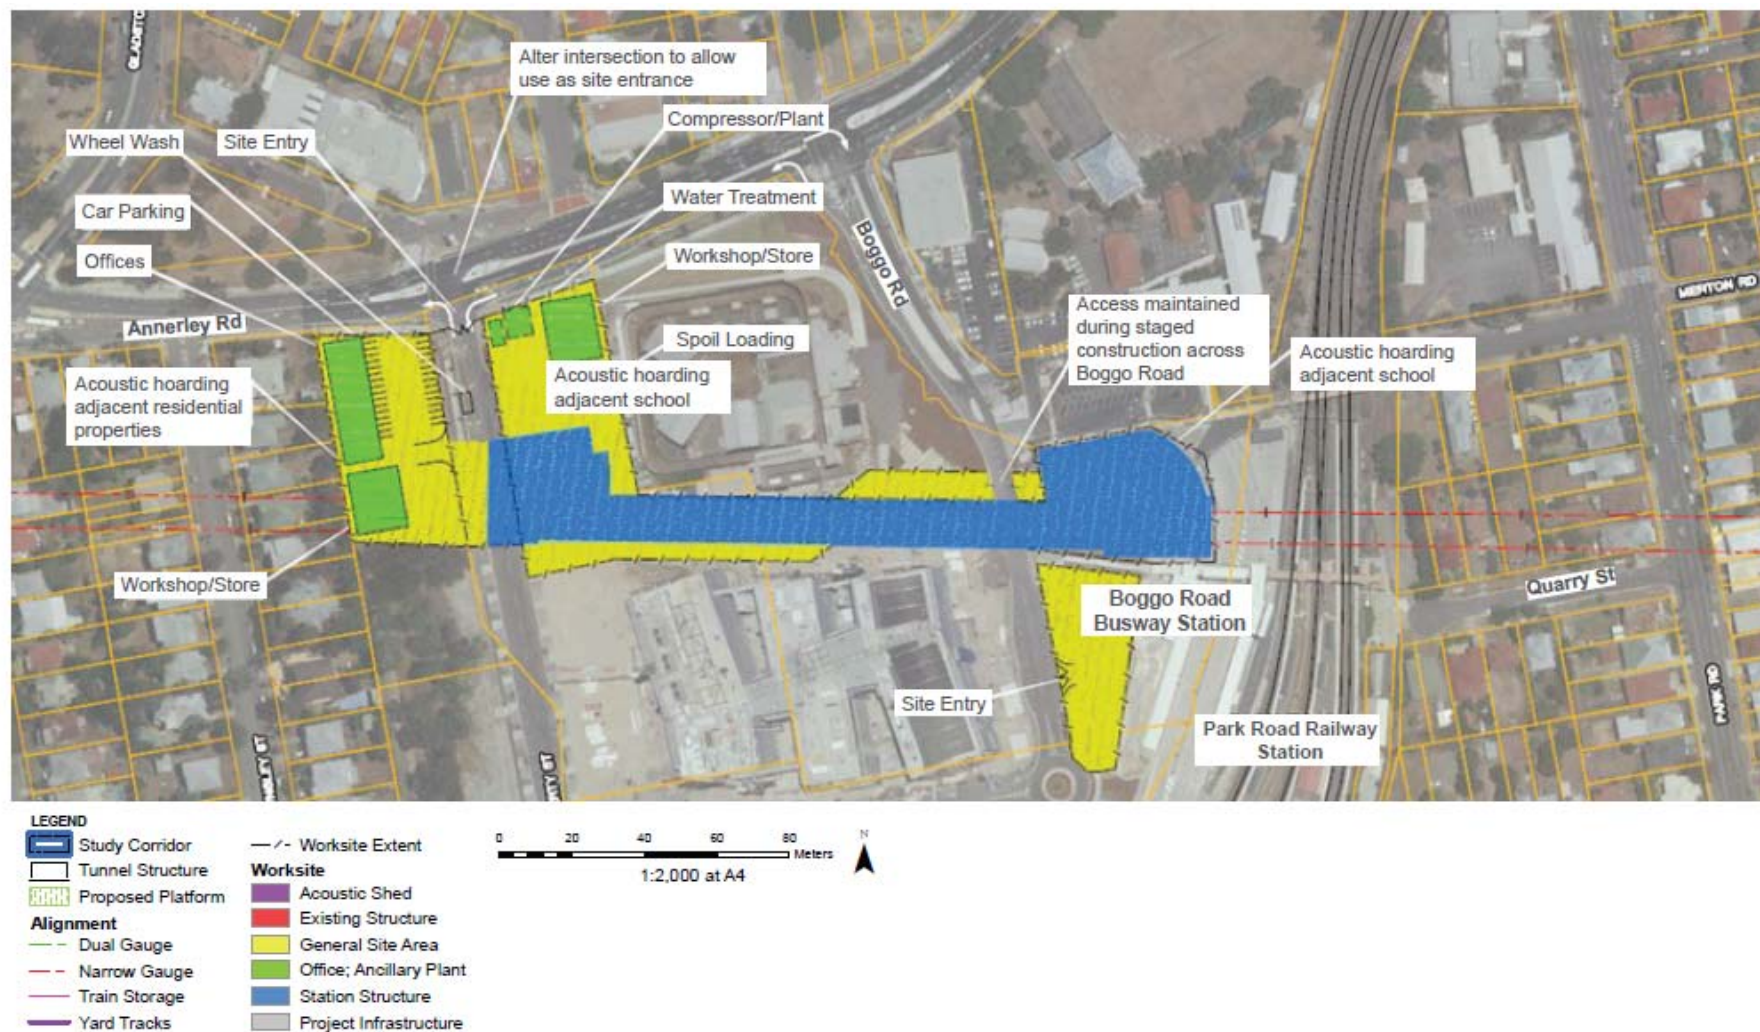 Alter intersection to allow
use as site entrance
Compressor/Plant
Wheel Wash
Site Entry
Car Parking
Water Treatment
Offices
Workshop/Store
Boggo Rd
Annerley Rd
Access maintained
during staged
construction across
Boggo Road
Spoil Loading
Acoustic hoarding
adjacent school
Acoustic hoarding
adjacent school
Acoustic hoarding
adjacent residential
properties
MERTON RD
Workshop/Store
Quarry St
Boggo Road
Busway Station
Site Entry
Park Road Railway
Station
LEGEND
Study Corridor
Tunnel Structure
Proposed Platform
Alignment
Dual Gauge
Narrow Gauge
Train Storage
Yard Tracks
Worksite Extent
Worksite
Acoustic Shed
Existing Structure
General Site Area
Office; Ancillary Plant
Station Structure
Project Infrastructure
0 20 40 60 80
Meters
1:2,000 at A4
N